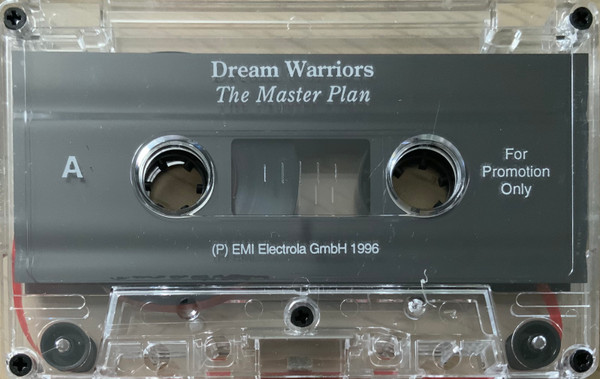 Dream Warriors
The Master Plan
A
For
Promotion
Only
(P) EMI Electrola GmbH 1996